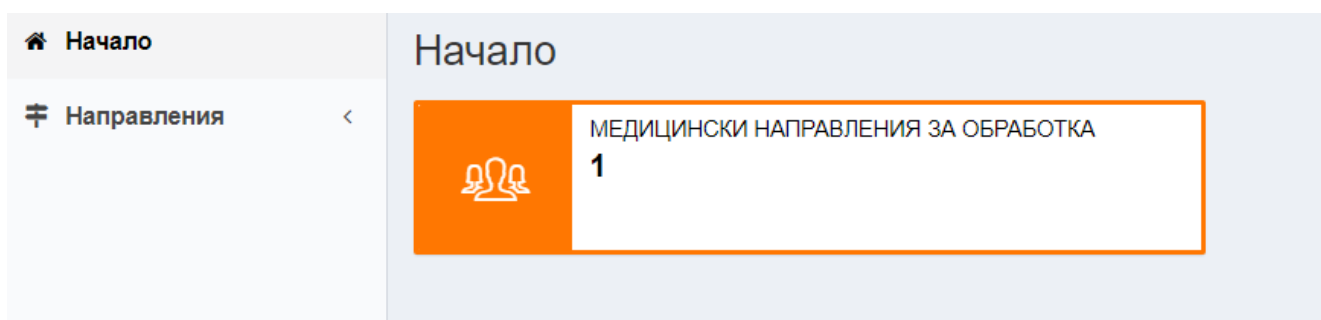 Начало
Направления
Начало
МЕДИЦИНСКИ НАПРАВЛЕНИЯ ЗА ОБРАБОТКА
1